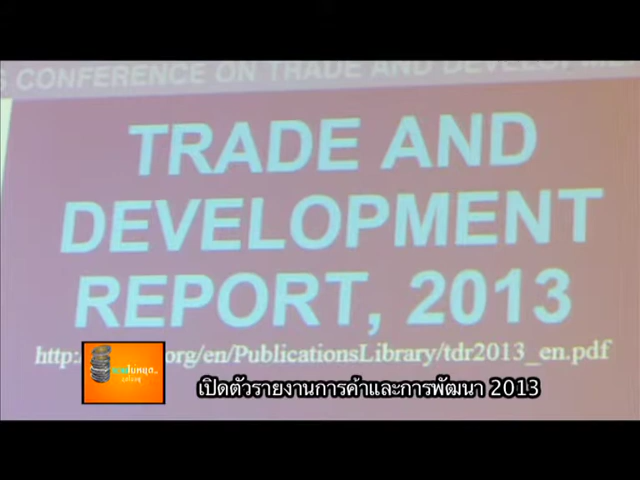 CONFERENCE ON TRADE AND DEVELOPMENT
TRADE AND
DEVELOPMENT
REPORT, 2013
org/en/PublicationsLibrary/tdr2013_en.pdf
เปิดตัวรายงานการค้าและการพัฒนา 2013